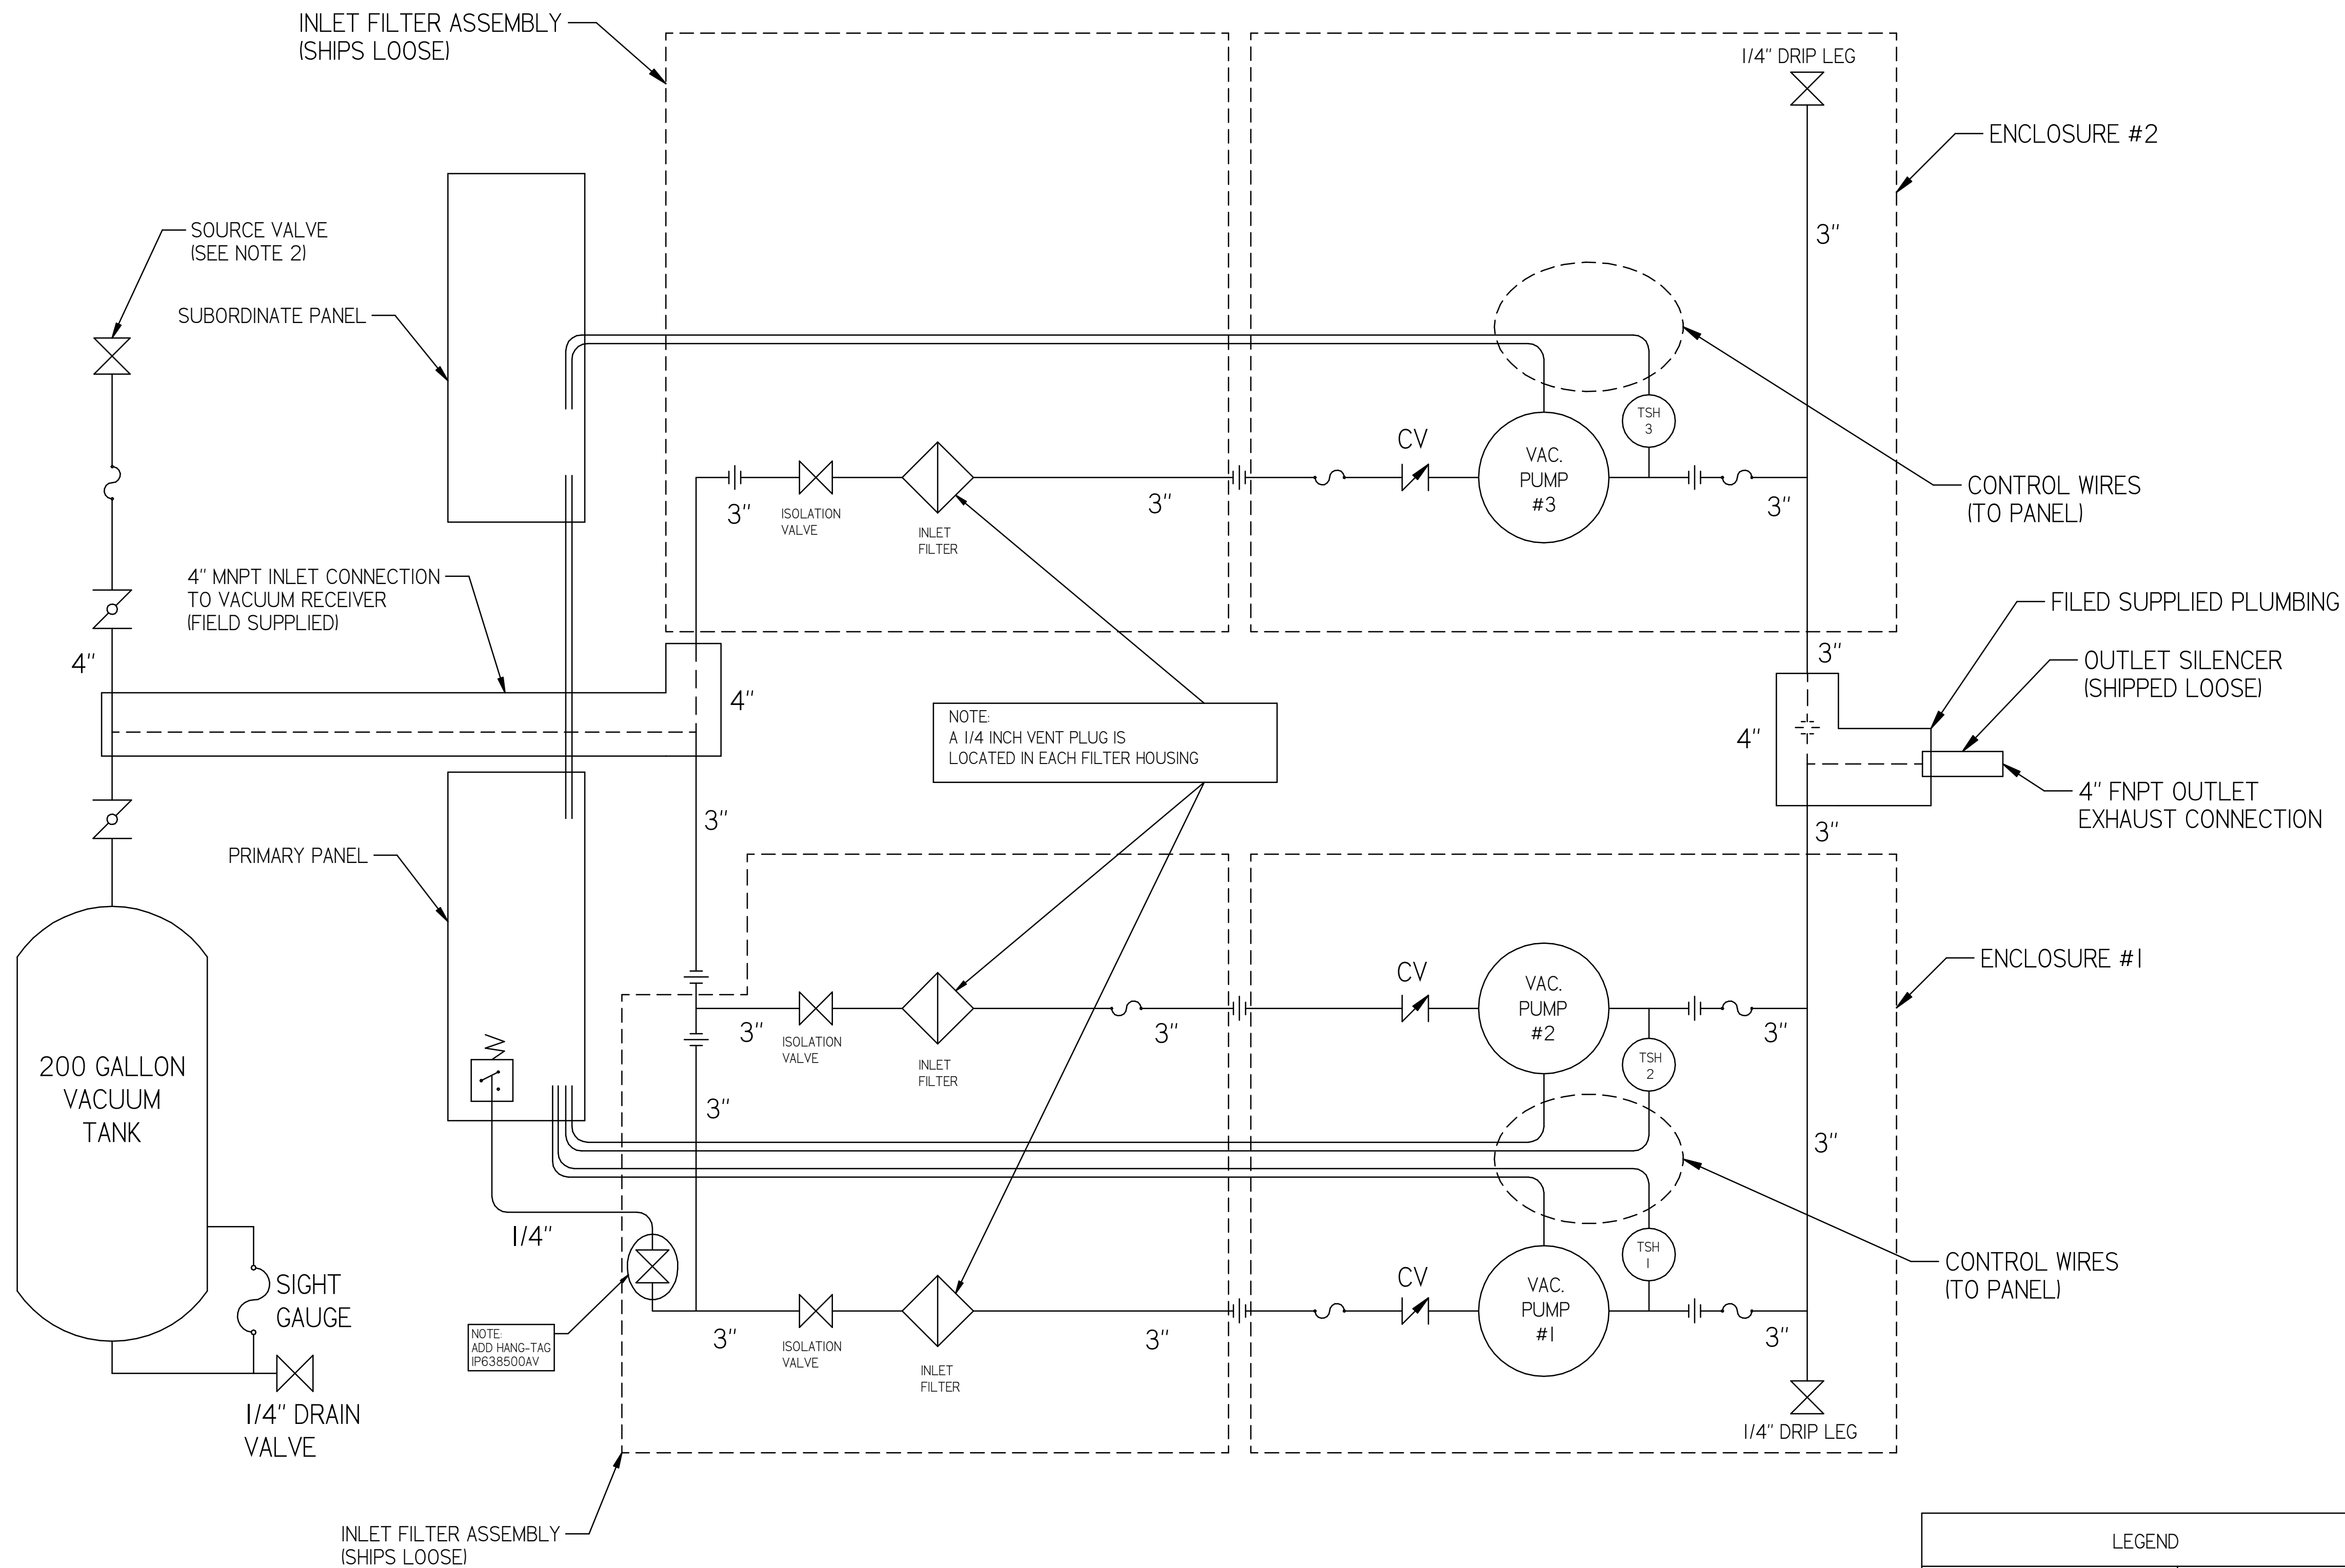 INLET FILTER ASSEMBLY
(SHIPS LOOSE)
1/4" DRIP LEG
ENCLOSURE #2
SOURCE VALVE
(SEE NOTE 2)
3"
SUBORDINATE PANEL
TSH
3
CV
VAC.
PUMP
#3
CONTROL WIRES
(TO PANEL)
3"
ISOLATION
VALVE
INLET
FILTER
3"
3"
4" MNPT INLET CONNECTION
TO VACUUM RECEIVER
(FIELD SUPPLIED)
FILED SUPPLIED PLUMBING
4"
3"
OUTLET SILENCER
(SHIPPED LOOSE)
4"
NOTE:
A 1/4 INCH VENT PLUG IS
LOCATED IN EACH FILTER HOUSING
4"
4" FNPT OUTLET
EXHAUST CONNECTION
3"
3"
PRIMARY PANEL
ENCLOSURE #1
CV
VAC.
PUMP
#2
3"
ISOLATION
VALVE
INLET
FILTER
3"
3"
TSH
2
200 GALLON
VACUUM
TANK
3"
3"
1/4"
TSH
1
CONTROL WIRES
(TO PANEL)
SIGHT
GAUGE
CV
VAC.
PUMP
#1
NOTE:
ADD HANG-TAG
IP638500AV
3"
ISOLATION
VALVE
INLET
FILTER
3"
3"
1/4" DRAIN
VALVE
1/4" DRIP LEG
INLET FILTER ASSEMBLY
(SHIPS LOOSE)
LEGEND